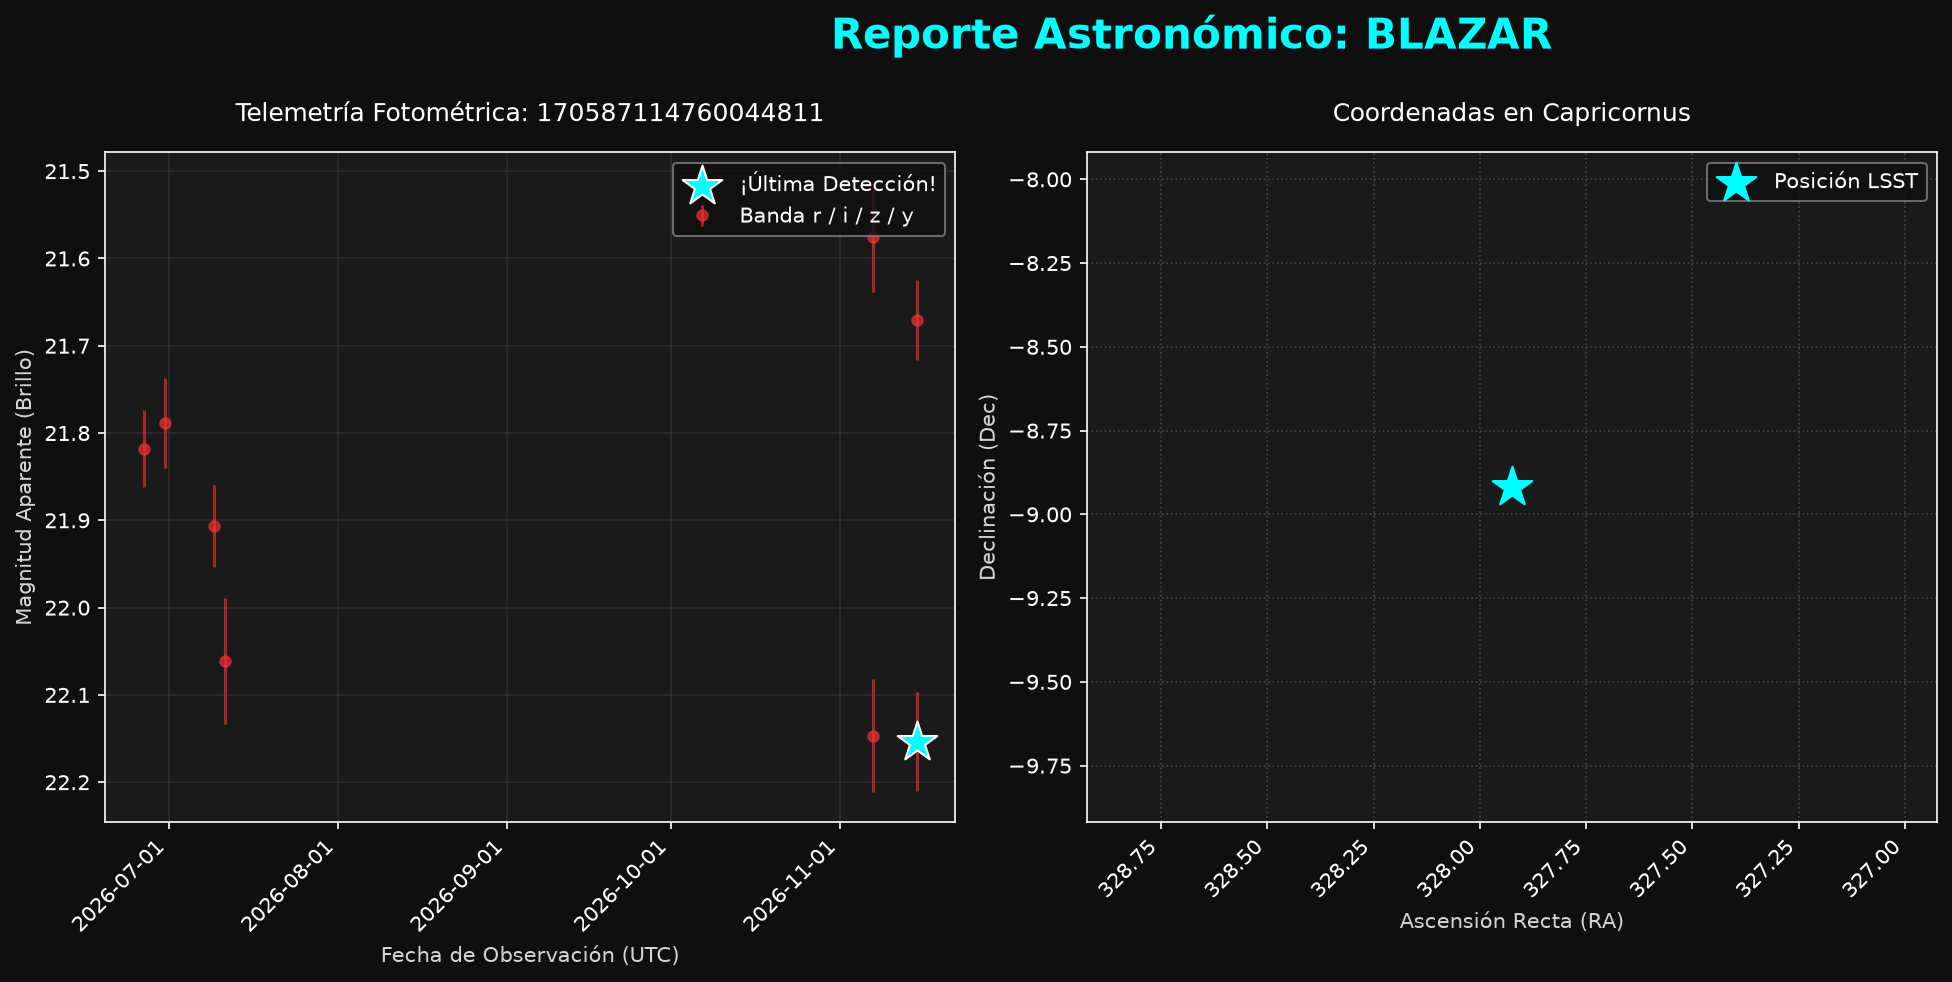 Reporte Astronómico: BLAZAR
Telemetría Fotométrica: 170587114760044811
¡Última Detección!
Banda r / i / z / y
Magnitud Aparente (Brillo)
21.5
21.6
21.7
21.8
21.9
22.0
22.1
22.2
2026-07-01
2026-08-01
2026-09-01
2026-10-01
2026-11-01
Fecha de Observación (UTC)
Coordenadas en Capricornus
Posición LSST
Declinación (Dec)
−8.00
−8.25
−8.50
−8.75
−9.00
−9.25
−9.50
−9.75
328.75
328.50
328.25
328.00
327.75
327.50
327.25
327.00
Ascensión Recta (RA)